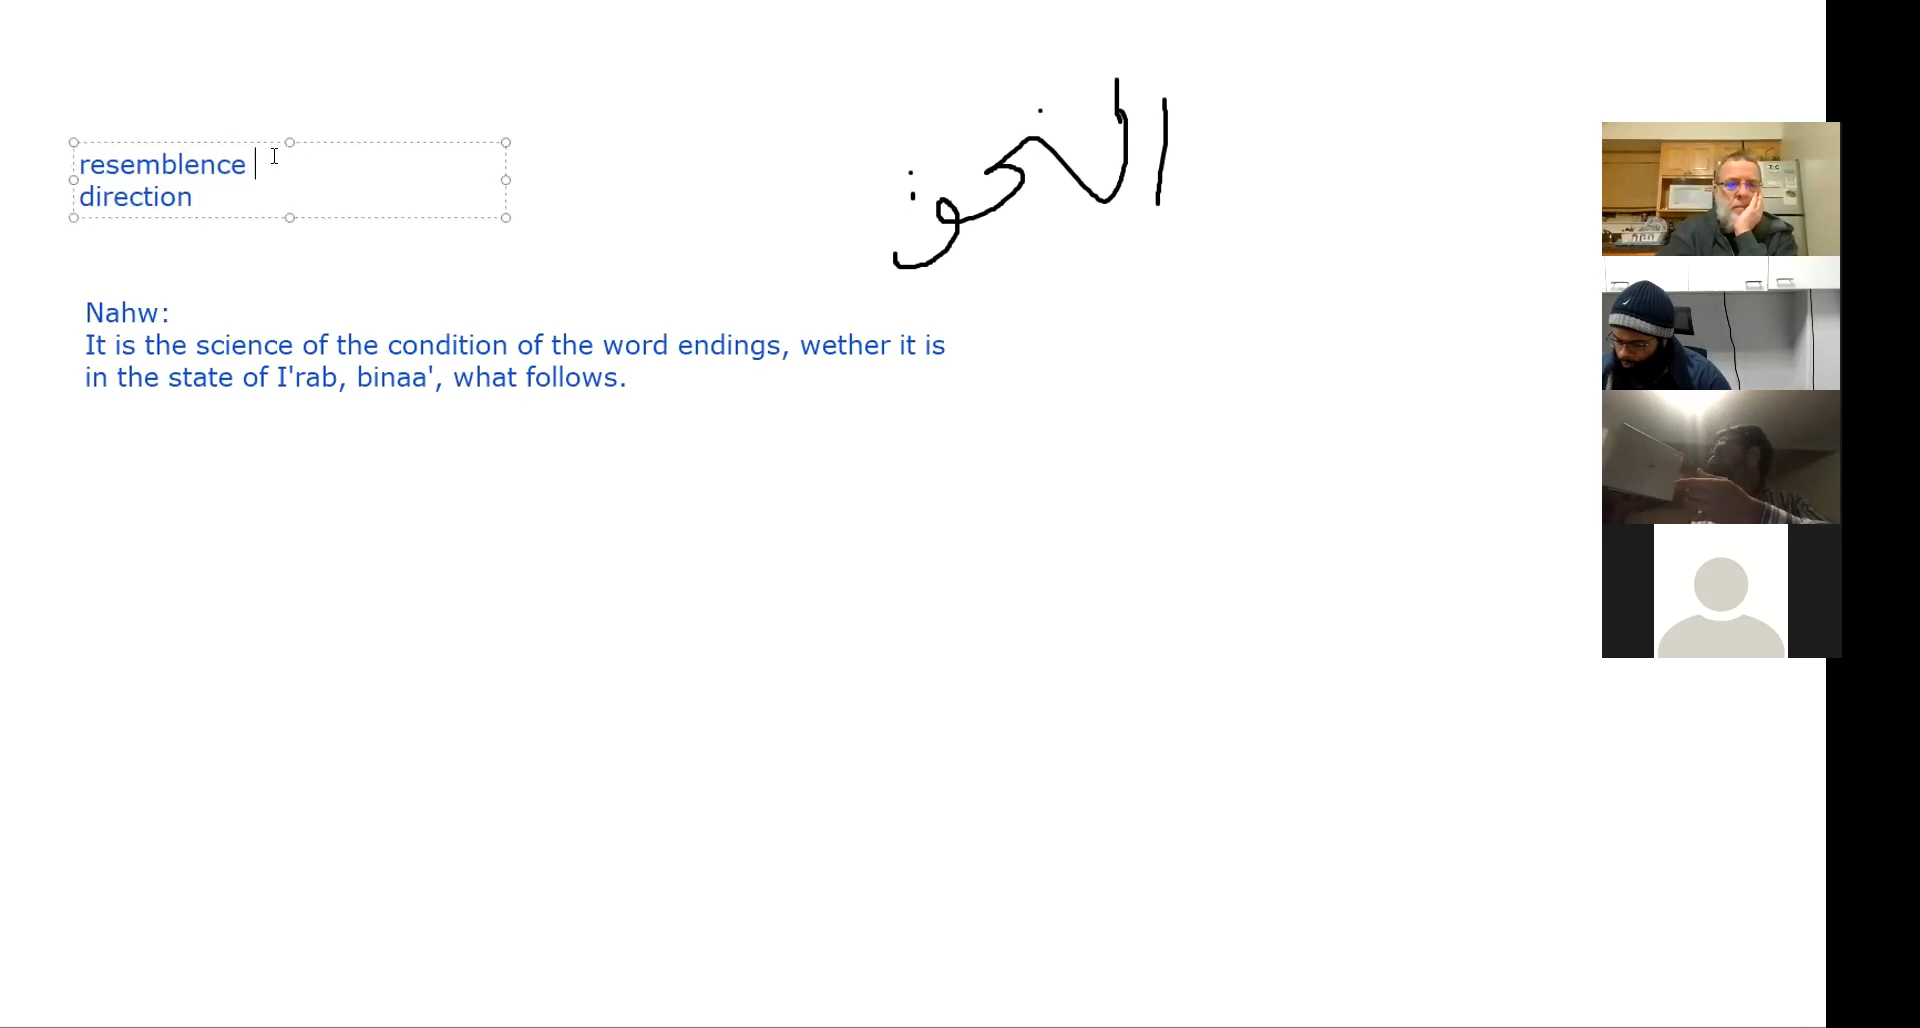 النحو :
resemblence
direction
Nahw:
It is the science of the condition of the word endings, wether it is
in the state of I'rab, binaa', what follows.